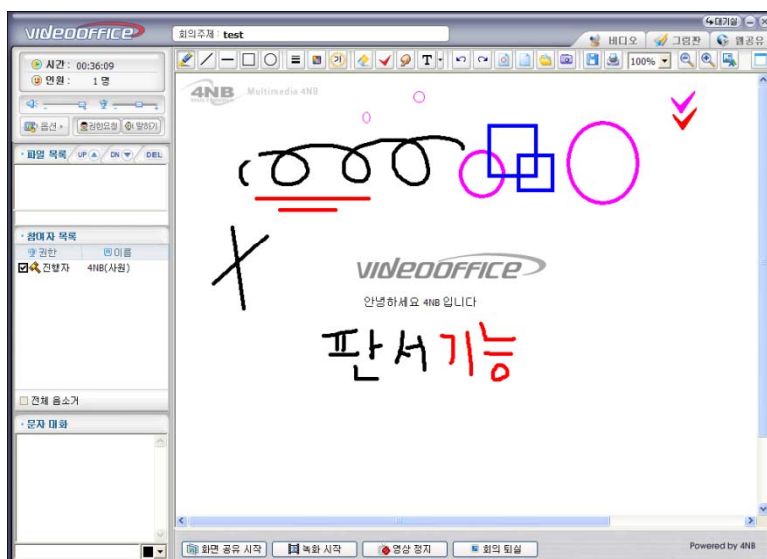 VIDEOOFFICE
회의주제 : test
대기실
비디오
그림판
웹공유
시간 : 00:36:09
인원 : 1 명
옵션
권한요청
말하기
파일 목록 UP DN DEL
참여자 목록
권한 이름
진행자 4NB(사원)
전체 음소거
문자 대화
T
100%
4NB Multimedia 4NB
VIDEOOFFICE
안녕하세요 4NB 입니다
판서기능
화면 공유 시작
녹화 시작
영상 정지
회의 퇴실
Powered by 4NB